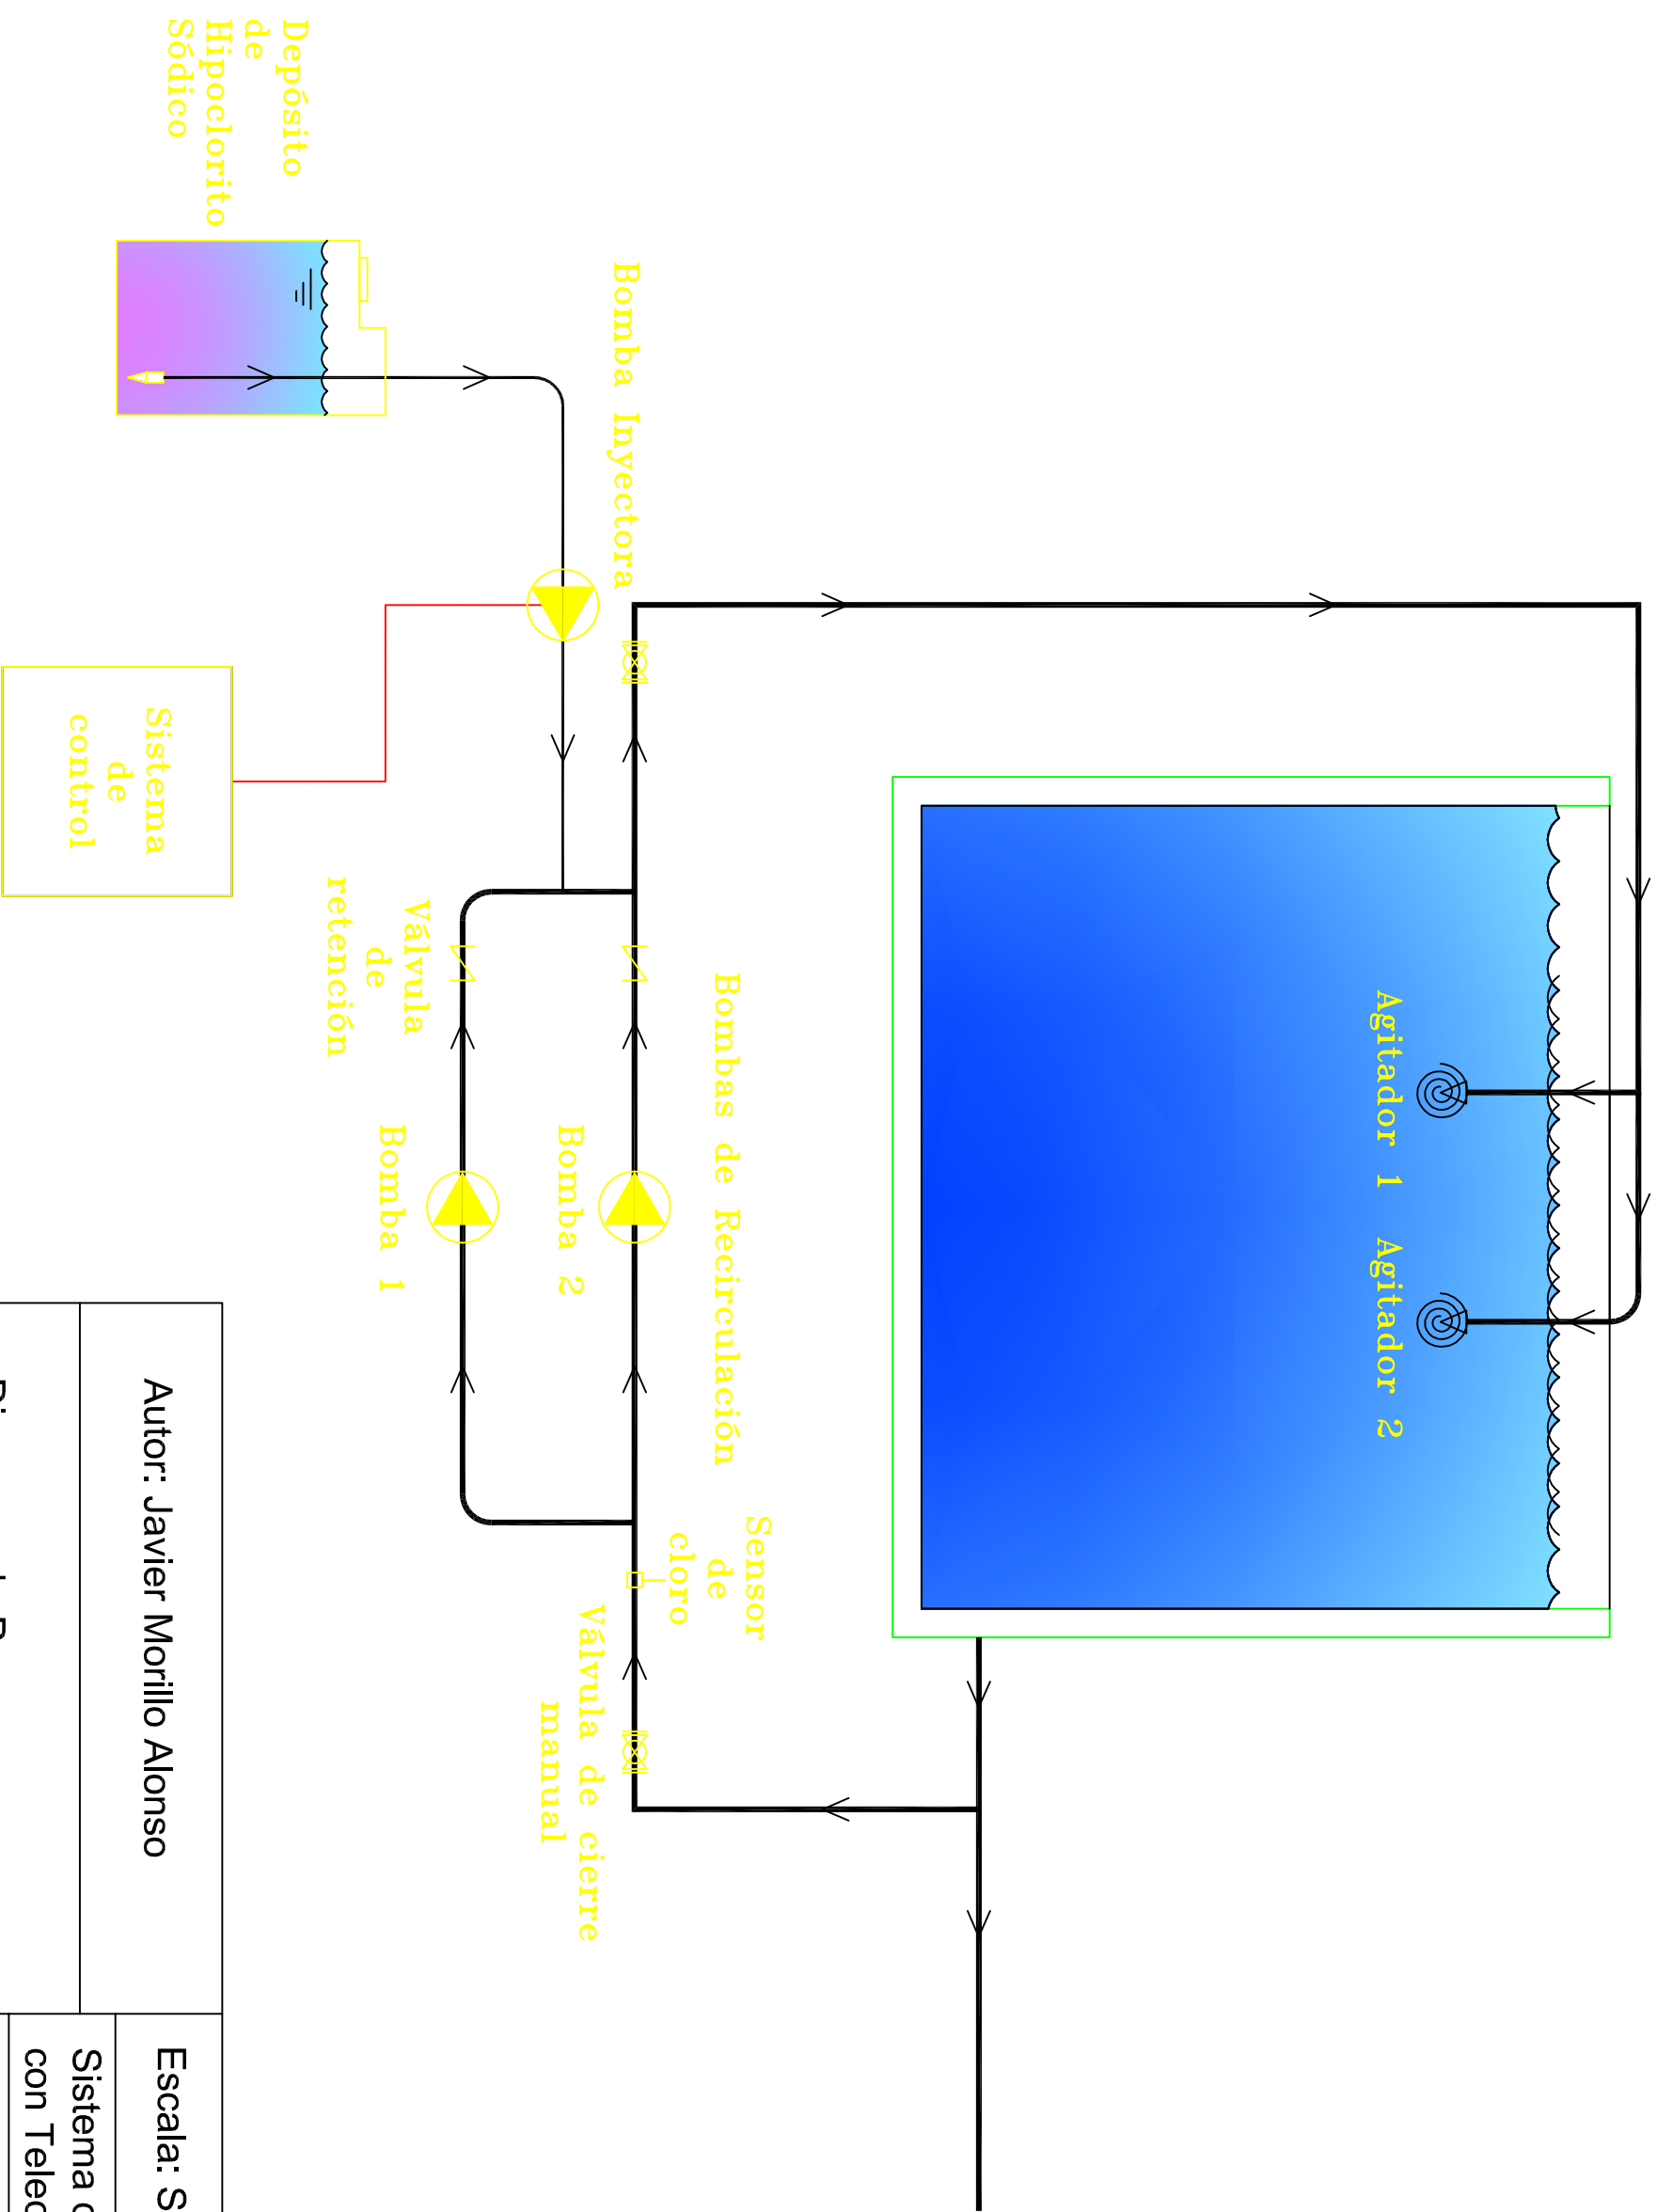 Agitador 1
Agitador 2
Sensor
de
cloro
Bombas de Recirculación
Bomba Inyectora
Válvula de cierre
manual
Bomba 2
Bomba 1
Válvula
de
retención
Depósito
de
Hipoclorito
Sódico
Sistema
de
control
Autor: Javier Morillo Alonso
Escala: S
Sistema
con